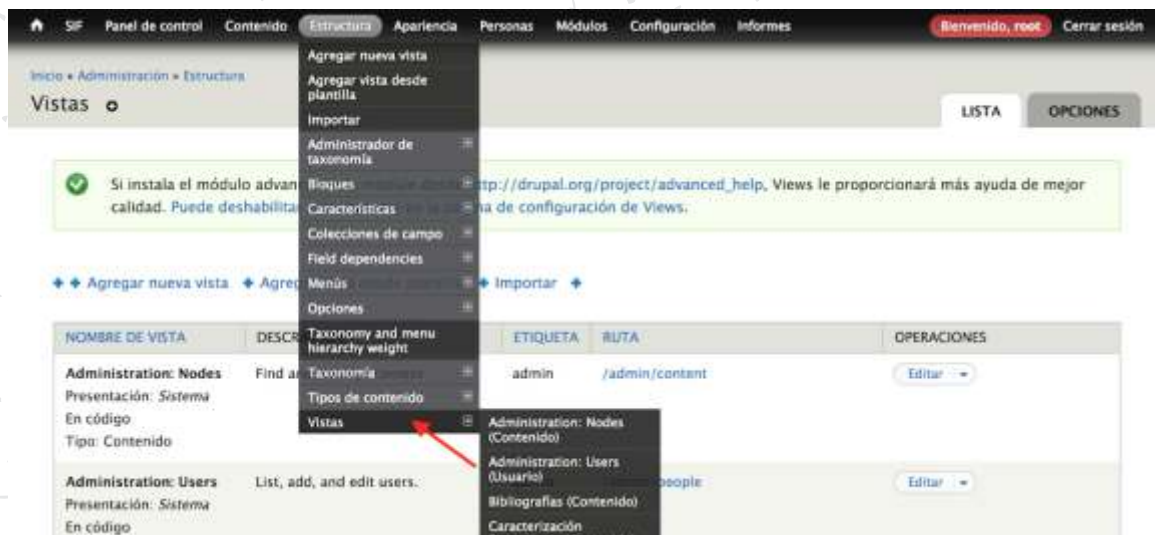 SIF Panel de control Contenido Estructura Apariencia Personas Módulos Configuración Informes Bienvenido, root Cerrar sesión
Inicio » Administración » Estructura
Vistas
LISTA OPCIONES
Agregar nueva vista
Agregar vista desde
plantilla
Importar
Administrador de
taxonomía
Bloques
Características
Colecciones de campo
Field dependencies
Menús
Opciones
Taxonomy and menu
hierarchy weight
Taxonomía
Tipos de contenido
Vistas
Administration: Nodes
(Contenido)
Administration: Users
(Usuario)
Bibliografías (Contenido)
Caracterización
Si instala el módulo advan ttp://drupal.org/project/advanced_help, Views le proporcionará más ayuda de mejor
calidad. Puede deshabilitar na de configuración de Views.
Agregar nueva vista Agreg Importar
NOMBRE DE VISTA DESCR ETIQUETA RUTA OPERACIONES
Administration: Nodes Find an admin /admin/content Editar
Presentación: Sistema
En código
Tipo: Contenido
Administration: Users List, add, and edit users. people Editar
Presentación: Sistema
En código